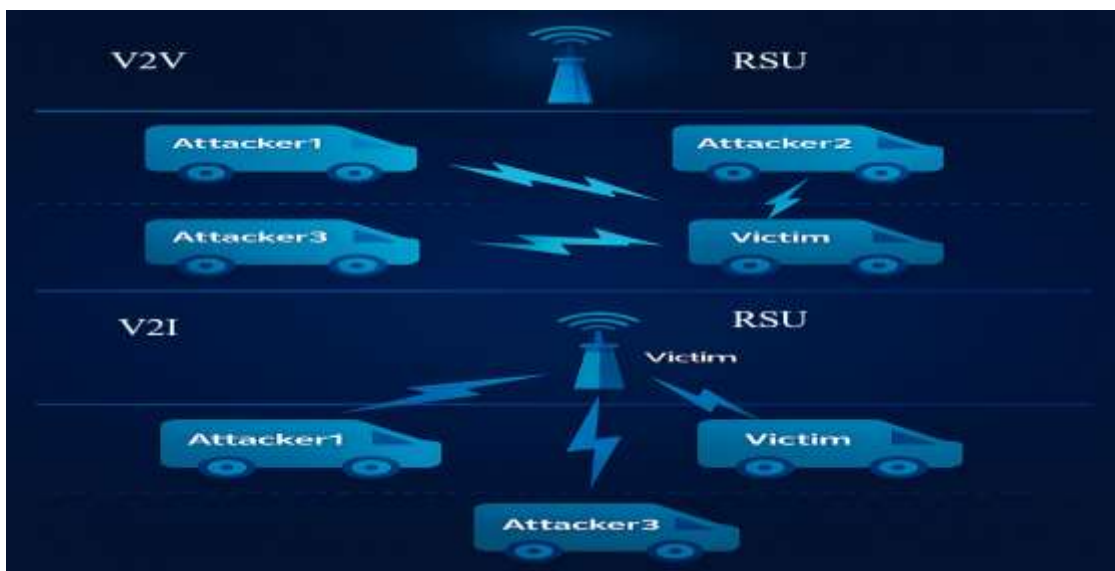 V2V
RSU
Attacker1
Attacker2
Attacker3
Victim
V2I
RSU
Victim
Attacker1
Victim
Attacker3